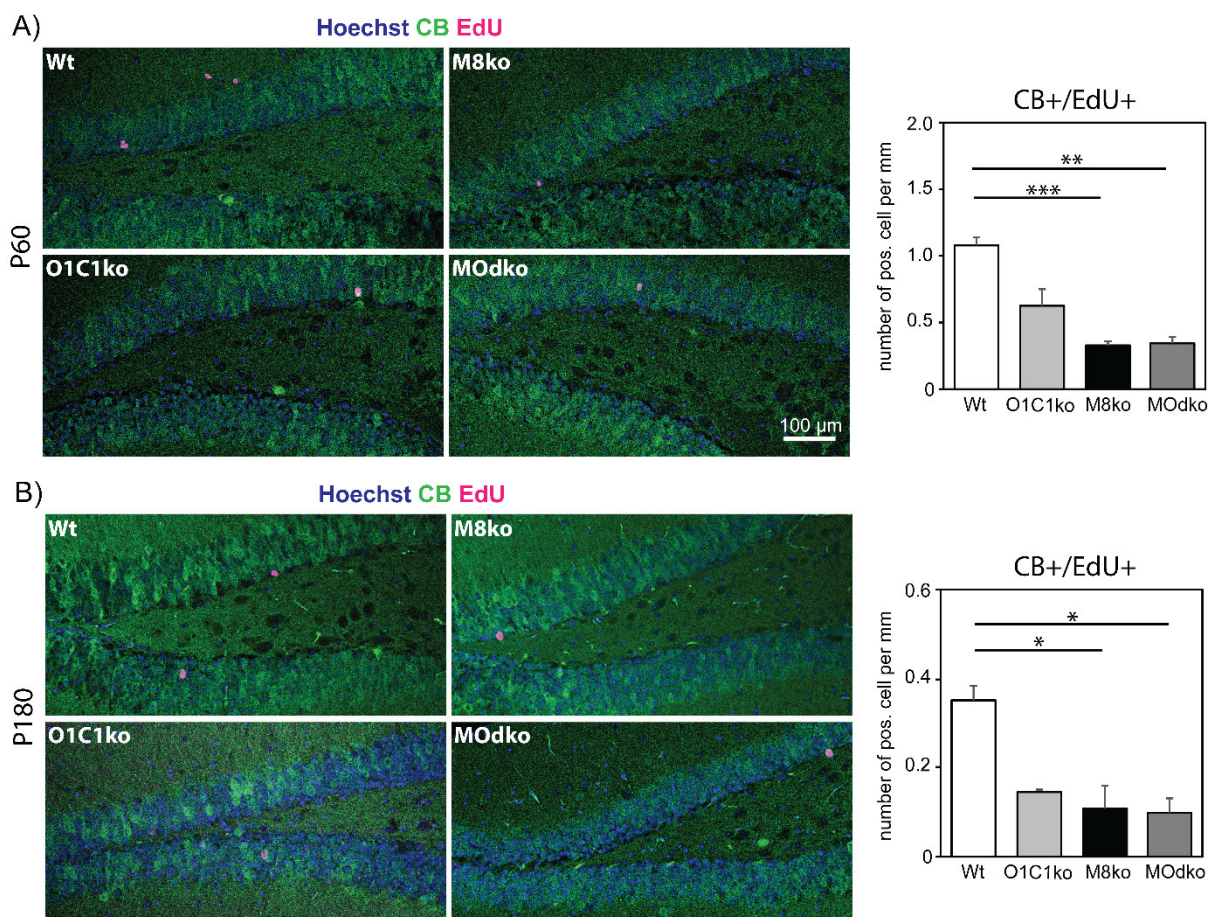 A)
Hoechst CB EdU
P60
Wt
M8ko
O1C1ko
MOdko
100 µm
CB+/EdU+
number of pos. cell per mm
2.0
1.5
1.0
0.5
0
**
***
Wt
O1C1ko
M8ko
MOdko
B)
Hoechst CB EdU
P180
Wt
M8ko
O1C1ko
MOdko
CB+/EdU+
number of pos. cell per mm
0.6
0.4
0.2
0
*
*
Wt
O1C1ko
M8ko
MOdko